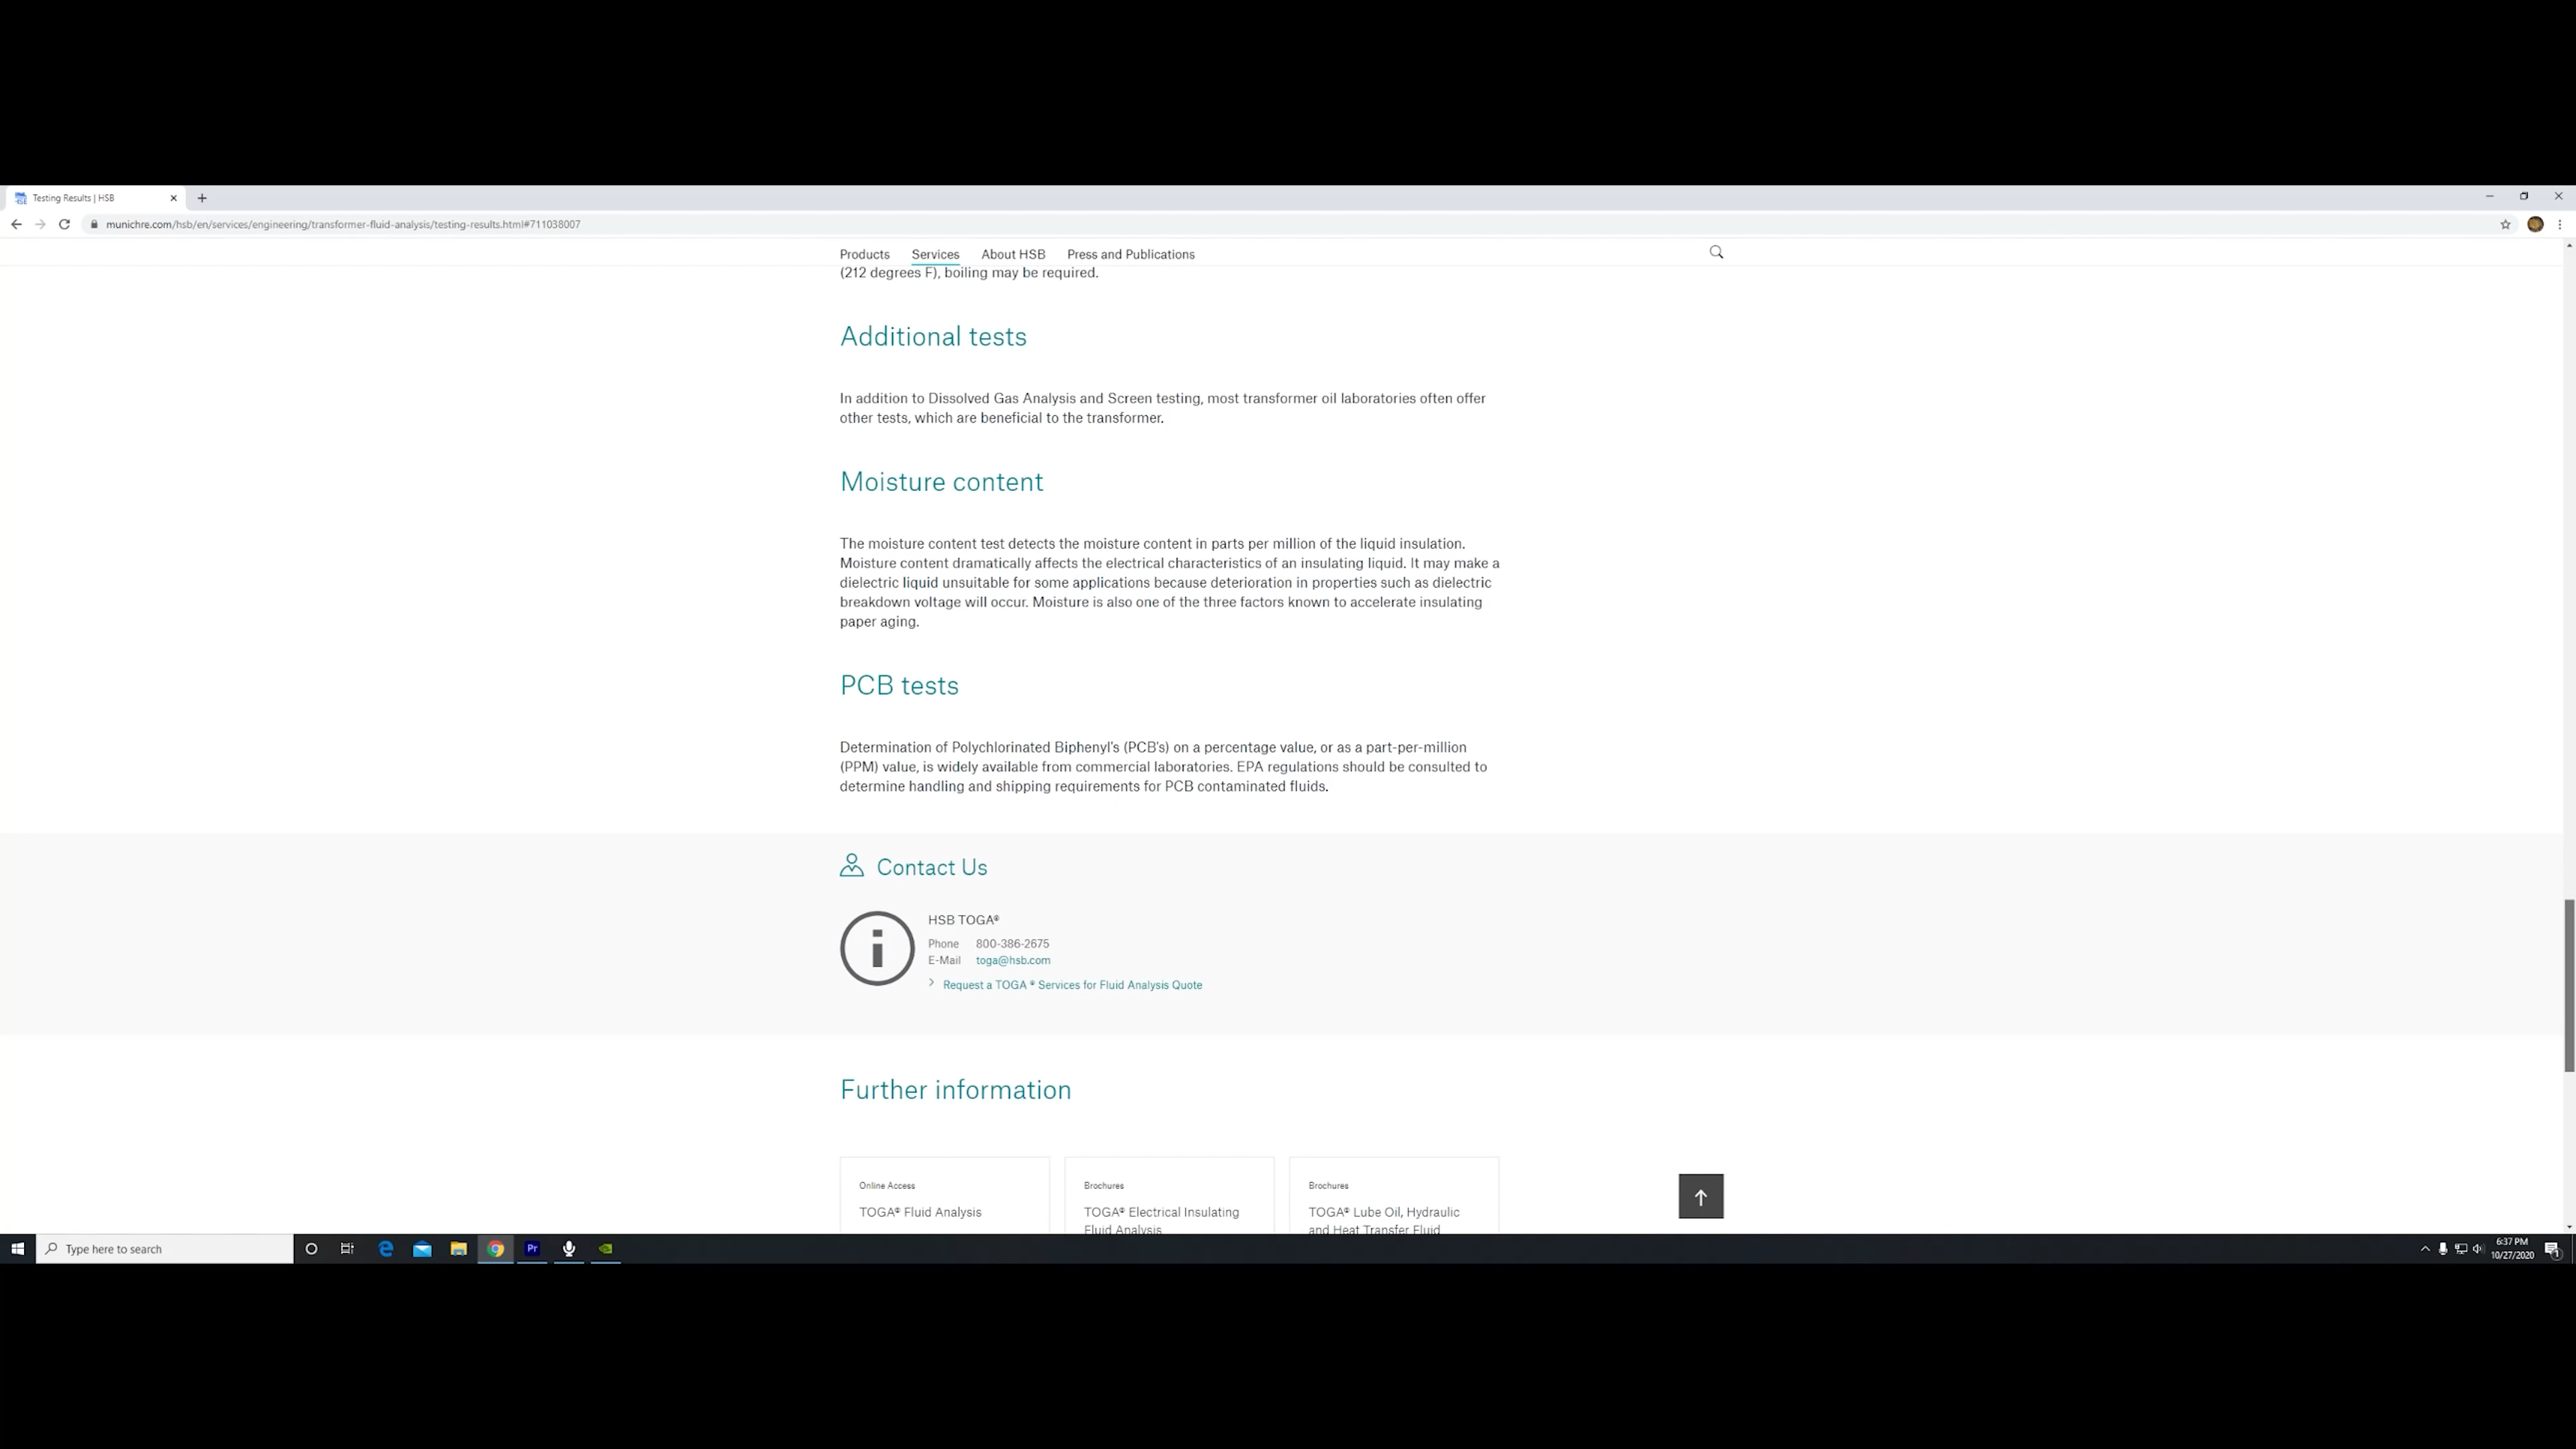 Testing Results | HSB
munichre.com/hsb/en/services/engineering/transformer-fluid-analysis/testing-results.html#711038007
Products Services About HSB Press and Publications
(212 degrees F), boiling may be required.
Additional tests
In addition to Dissolved Gas Analysis and Screen testing, most transformer oil laboratories often offer
other tests, which are beneficial to the transformer.
Moisture content
The moisture content test detects the moisture content in parts per million of the liquid insulation.
Moisture content dramatically affects the electrical characteristics of an insulating liquid. It may make a
dielectric liquid unsuitable for some applications because deterioration in properties such as dielectric
breakdown voltage will occur. Moisture is also one of the three factors known to accelerate insulating
paper aging.
PCB tests
Determination of Polychlorinated Biphenyl's (PCB's) on a percentage value, or as a part-per-million
(PPM) value, is widely available from commercial laboratories. EPA regulations should be consulted to
determine handling and shipping requirements for PCB contaminated fluids.
Contact Us
HSB TOGA®
Phone 800-386-2675
E-Mail toga@hsb.com
Request a TOGA ® Services for Fluid Analysis Quote
Further information
Online Access
TOGA® Fluid Analysis
Brochures
TOGA® Electrical Insulating
Fluid Analysis
Brochures
TOGA® Lube Oil, Hydraulic
and Heat Transfer Fluid
Type here to search
Pr
6:37 PM
10/27/2020
1